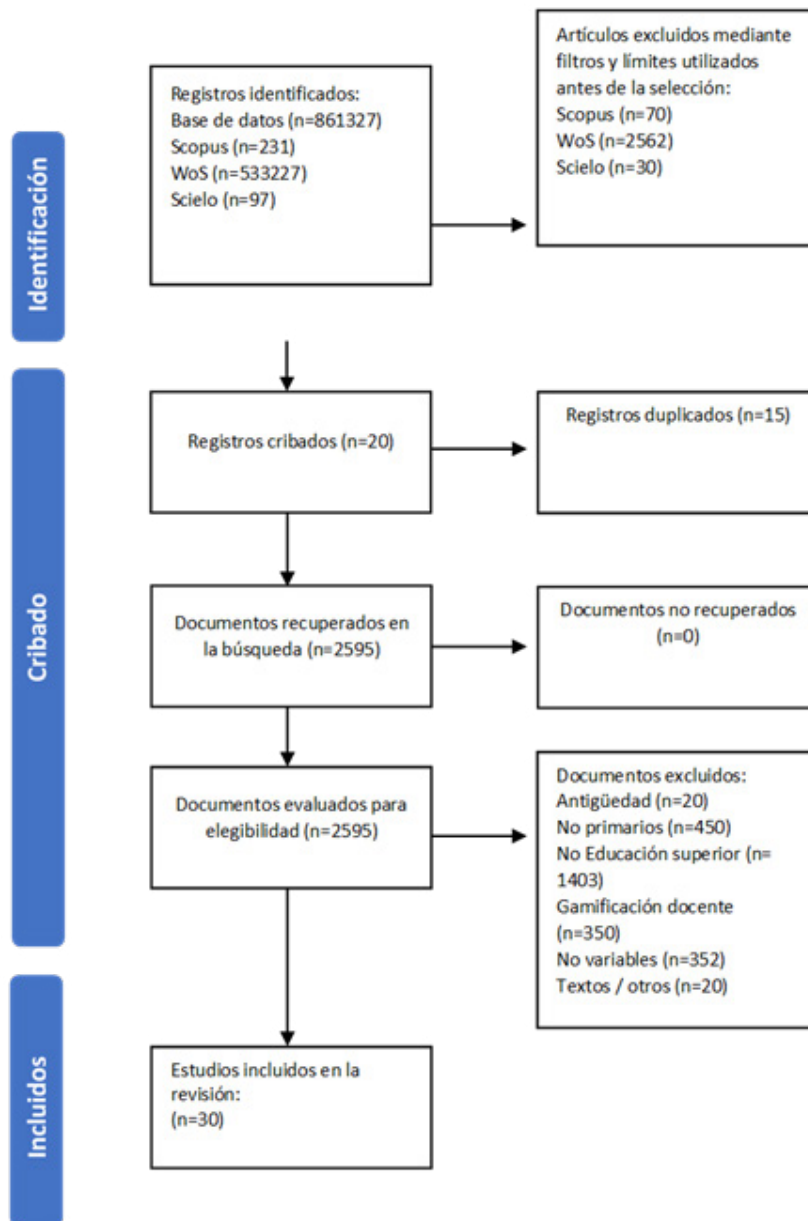 Identificación
Registros identificados:
Base de datos (n=861327)
Scopus (n=231)
WoS (n=533227)
Scielo (n=97)
Artículos excluidos mediante
filtros y límites utilizados
antes de la selección:
Scopus (n=70)
WoS (n=2562)
Scielo (n=30)
Cribado
Registros cribados (n=20)
Registros duplicados (n=15)
Documentos recuperados en
la búsqueda (n=2595)
Documentos no recuperados
(n=0)
Documentos evaluados para
elegibilidad (n=2595)
Documentos excluidos:
Antigüedad (n=20)
No primarios (n=450)
No Educación superior (n=
1403)
Gamificación docente
(n=350)
No variables (n=352)
Textos / otros (n=20)
Incluidos
Estudios incluidos en la
revisión:
(n=30)